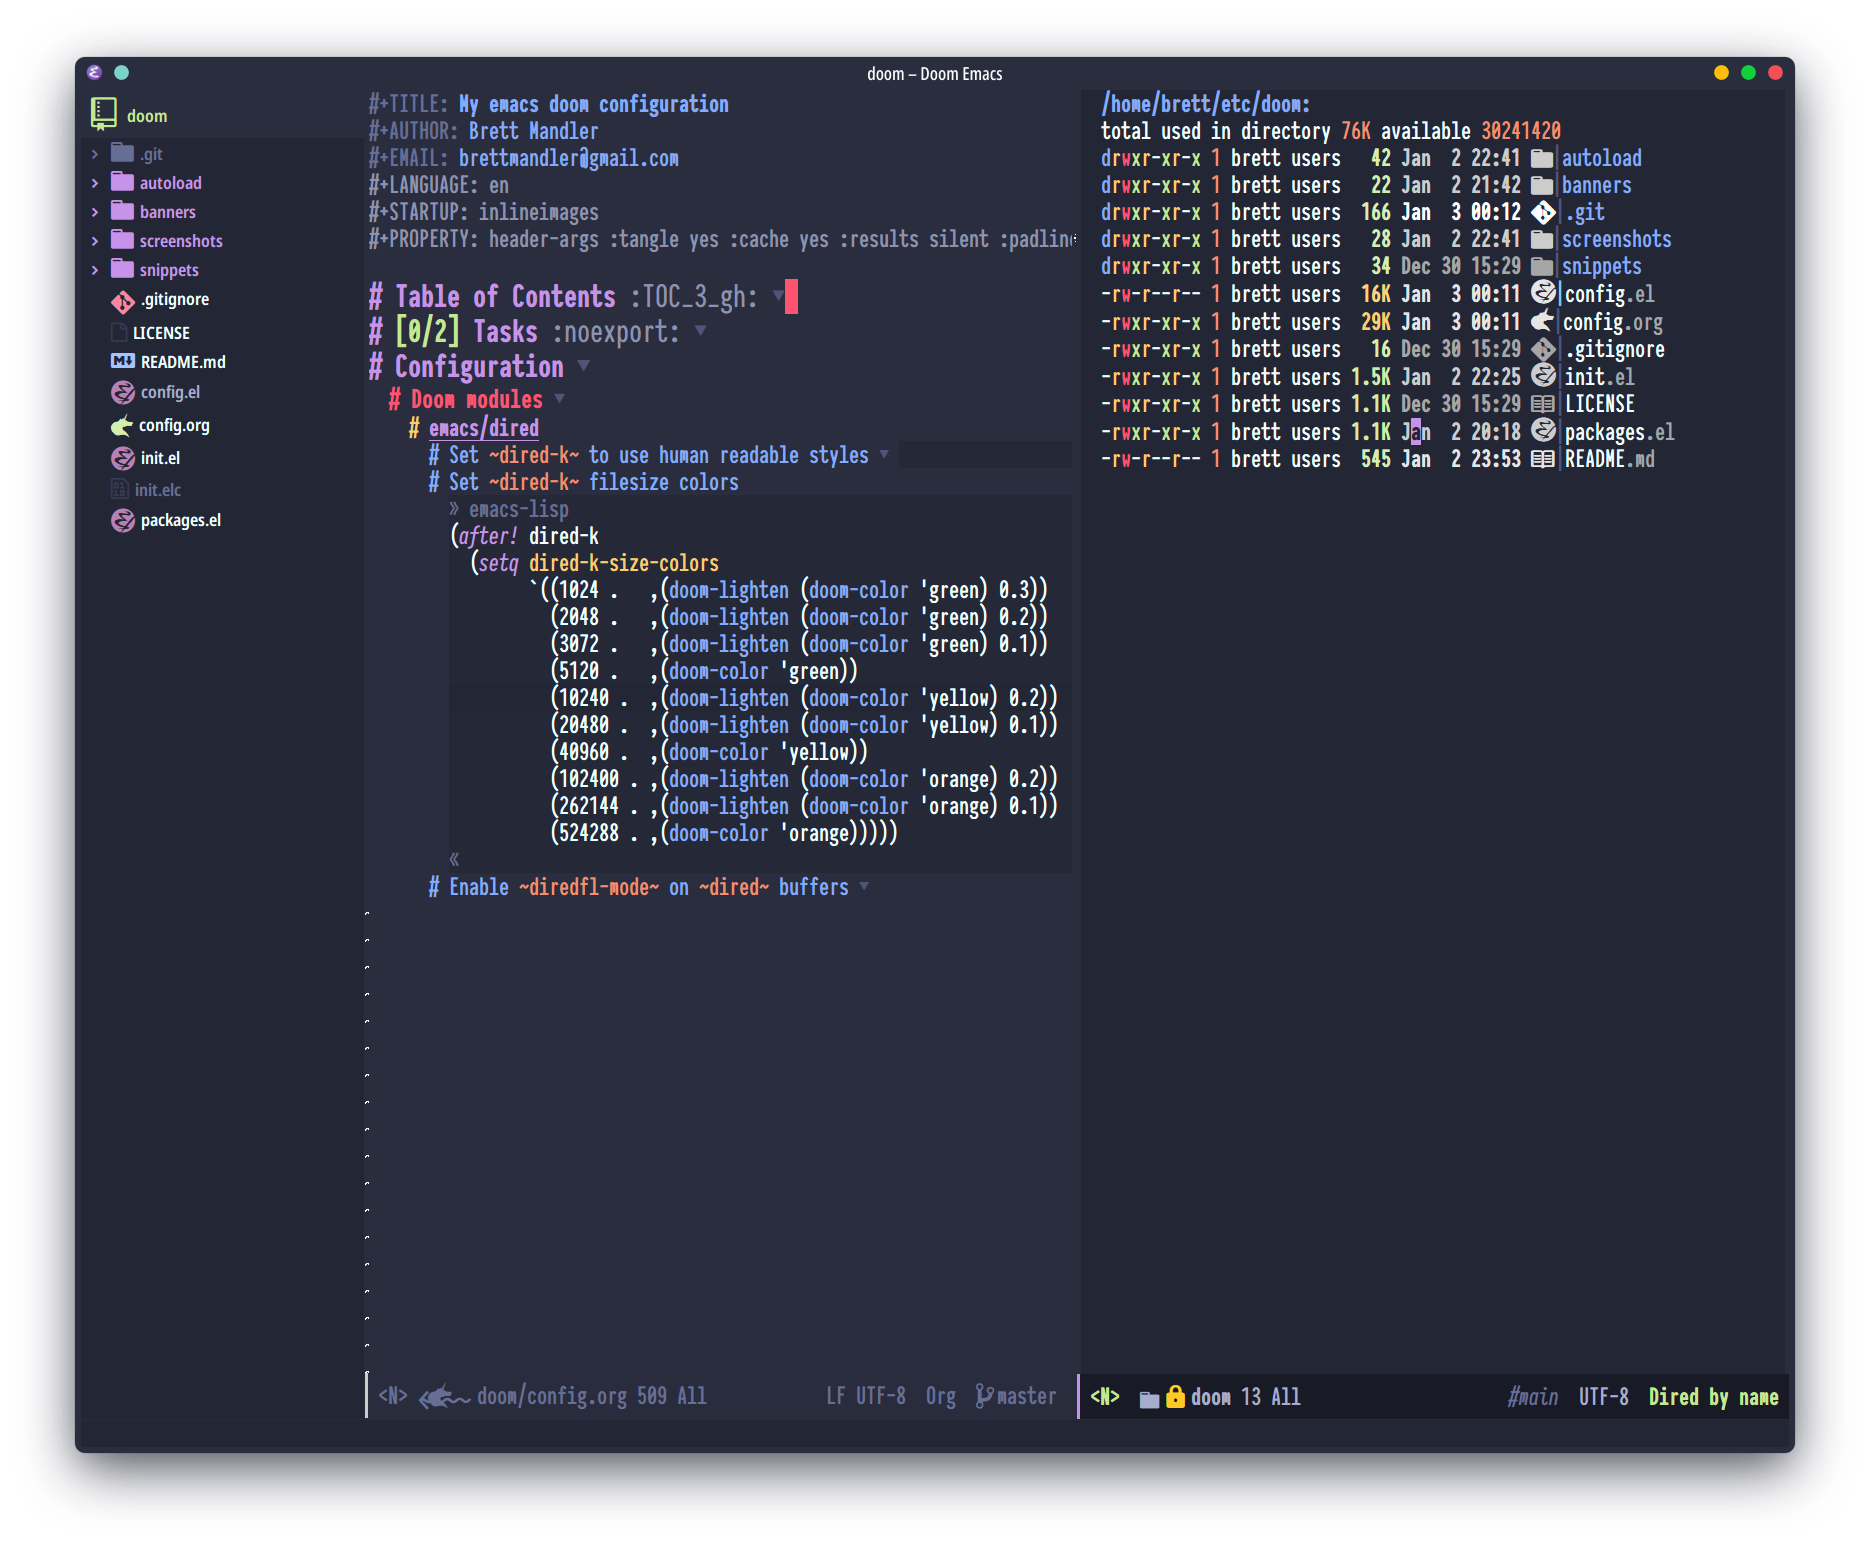 doom – Doom Emacs
doom
.git
autoload
banners
screenshots
snippets
.gitignore
LICENSE
README.md
config.el
config.org
init.el
init.elc
packages.el
#+TITLE: My emacs doom configuration
#+AUTHOR: Brett Mandler
#+EMAIL: brettmandler@gmail.com
#+LANGUAGE: en
#+STARTUP: inlineimages
#+PROPERTY: header-args :tangle yes :cache yes :results silent :padlin
# Table of Contents :TOC_3_gh: ▼
# [0/2] Tasks :noexport: ▼
# Configuration ▼
# Doom modules ▼
# emacs/dired
# Set ~dired-k~ to use human readable styles ▼
# Set ~dired-k~ filesize colors
» emacs-lisp
(after! dired-k
(setq dired-k-size-colors
`((1024 .   ,(doom-lighten (doom-color 'green) 0.3))
(2048 .   ,(doom-lighten (doom-color 'green) 0.2))
(3072 .   ,(doom-lighten (doom-color 'green) 0.1))
(5120 .   ,(doom-color 'green))
(10240 .  ,(doom-lighten (doom-color 'yellow) 0.2))
(20480 .  ,(doom-lighten (doom-color 'yellow) 0.1))
(40960 .  ,(doom-color 'yellow))
(102400 . ,(doom-lighten (doom-color 'orange) 0.2))
(262144 . ,(doom-lighten (doom-color 'orange) 0.1))
(524288 . ,(doom-color 'orange)))))
«
# Enable ~diredfl-mode~ on ~dired~ buffers ▼
<N> doom/config.org 509 All LF UTF-8 Org master
/home/brett/etc/doom:
total used in directory 76K available 30241420
drwxr-xr-x 1 brett users 42 Jan 2 22:41 autoload
drwxr-xr-x 1 brett users 22 Jan 2 21:42 banners
drwxr-xr-x 1 brett users 166 Jan 3 00:12 .git
drwxr-xr-x 1 brett users 28 Jan 2 22:41 screenshots
drwxr-xr-x 1 brett users 34 Dec 30 15:29 snippets
-rw-r--r-- 1 brett users 16K Jan 3 00:11 config.el
-rwxr-xr-x 1 brett users 29K Jan 3 00:11 config.org
-rwxr-xr-x 1 brett users 16 Dec 30 15:29 .gitignore
-rwxr-xr-x 1 brett users 1.5K Jan 2 22:25 init.el
-rwxr-xr-x 1 brett users 1.1K Dec 30 15:29 LICENSE
-rwxr-xr-x 1 brett users 1.1K Jan 2 20:18 packages.el
-rw-r--r-- 1 brett users 545 Jan 2 23:53 README.md
<N> doom 13 All #main UTF-8 Dired by name